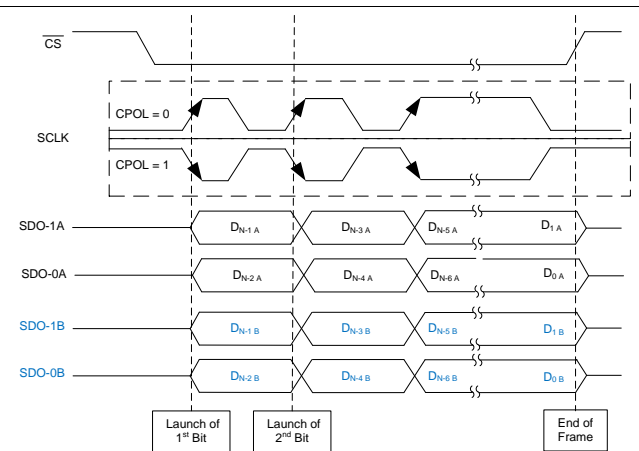 CS
CPOL = 0
SCLK
CPOL = 1
SDO-1A
DN-1 A
DN-3 A
DN-5 A
D1 A
SDO-0A
DN-2 A
DN-4 A
DN-6 A
D0 A
SDO-1B
DN-1 B
DN-3 B
DN-5 B
D1 B
SDO-0B
DN-2 B
DN-4 B
DN-6 B
D0 B
Launch of
1st Bit
Launch of
2nd Bit
End of
Frame